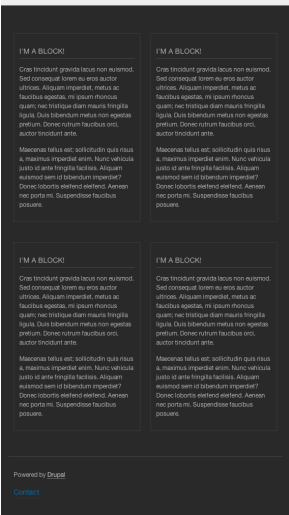 I'M A BLOCK!
Cras tincidunt gravida lacus non euismod.
Sed consequat lorem eu eros auctor
ultrices. Aliquam imperdiet, metus ac
faucibus egestas, mi ipsum rhoncus
quam, nec tristique diam mauris fringilla
ligula. Duis bibendum metus non egestas
pretium. Donec rutrum faucibus orci,
auctor tincidunt ante.
Maecenas tellus est, sollicitudin quis risus
a, maximus imperdiet enim. Nunc vehicula
justo id ante fringilla facilisis. Aliquam
euismod sem id bibendum imperdiet?
Donec lobortis eleifend eleifend. Aenean
nec porta mi. Suspendisse faucibus
posuere.
I'M A BLOCK!
Cras tincidunt gravida lacus non euismod.
Sed consequat lorem eu eros auctor
ultrices. Aliquam imperdiet, metus ac
faucibus egestas, mi ipsum rhoncus
quam, nec tristique diam mauris fringilla
ligula. Duis bibendum metus non egestas
pretium. Donec rutrum faucibus orci,
auctor tincidunt ante.
Maecenas tellus est, sollicitudin quis risus
a, maximus imperdiet enim. Nunc vehicula
justo id ante fringilla facilisis. Aliquam
euismod sem id bibendum imperdiet?
Donec lobortis eleifend eleifend. Aenean
nec porta mi. Suspendisse faucibus
posuere.
I'M A BLOCK!
Cras tincidunt gravida lacus non euismod.
Sed consequat lorem eu eros auctor
ultrices. Aliquam imperdiet, metus ac
faucibus egestas, mi ipsum rhoncus
quam, nec tristique diam mauris fringilla
ligula. Duis bibendum metus non egestas
pretium. Donec rutrum faucibus orci,
auctor tincidunt ante.
Maecenas tellus est, sollicitudin quis risus
a, maximus imperdiet enim. Nunc vehicula
justo id ante fringilla facilisis. Aliquam
euismod sem id bibendum imperdiet?
Donec lobortis eleifend eleifend. Aenean
nec porta mi. Suspendisse faucibus
posuere.
I'M A BLOCK!
Cras tincidunt gravida lacus non euismod.
Sed consequat lorem eu eros auctor
ultrices. Aliquam imperdiet, metus ac
faucibus egestas, mi ipsum rhoncus
quam, nec tristique diam mauris fringilla
ligula. Duis bibendum metus non egestas
pretium. Donec rutrum faucibus orci,
auctor tincidunt ante.
Maecenas tellus est, sollicitudin quis risus
a, maximus imperdiet enim. Nunc vehicula
justo id ante fringilla facilisis. Aliquam
euismod sem id bibendum imperdiet?
Donec lobortis eleifend eleifend. Aenean
nec porta mi. Suspendisse faucibus
posuere.
Powered by Drupal
Contact